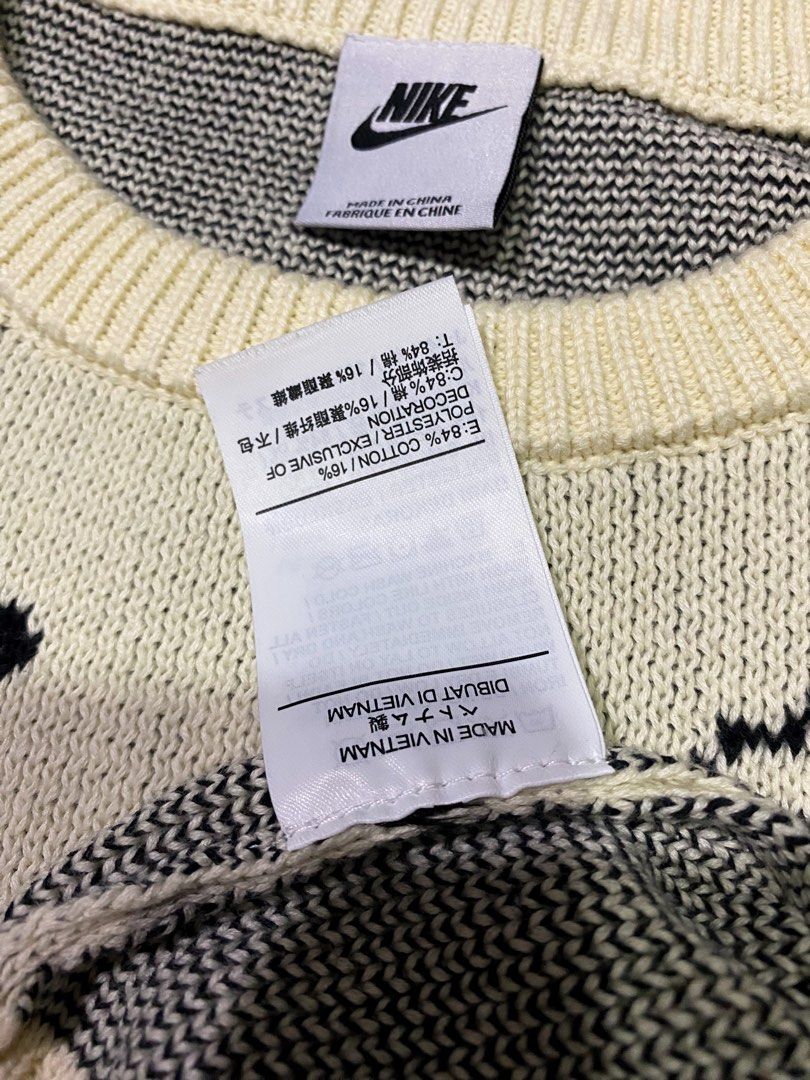 NIKE
MADE IN CHINA
FABRIQUE EN CHINE
MADE IN VIETNAM
ベトナム製
DIBUAT DI VIETNAM
E: 84% COTTON / 16%
POLYESTER / EXCLUSIVE OF
DECORATION
C:84%棉 / 16%聚酯纤维 / 不包
括装饰部分
T: 84% 棉 / 16% 聚酯纖維